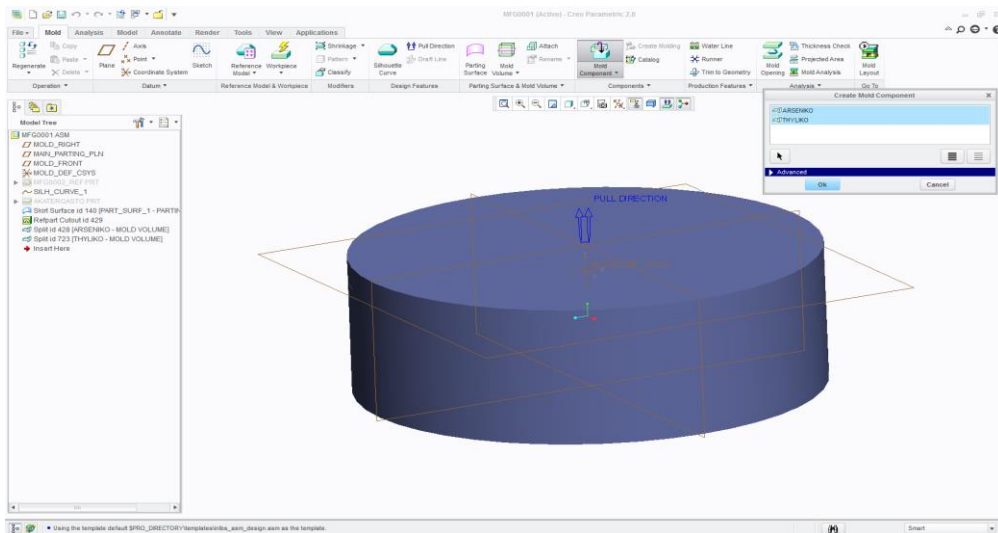 MFG0001 (Active) - Creo Parametric 2.0
File Mold Analysis Model Annotate Render Tools View Applications
Regenerate
Copy
Paste
Delete
Operation
Plane
Axis
Point
Coordinate System
Datum
Sketch
Reference Model
Workpiece
Reference Model & Workpiece
Shrinkage
Pattern
Classify
Modifiers
Silhouette Curve
Pull Direction
Draft Line
Design Features
Parting Surface
Mold Volume
Attach
Rename
Parting Surface & Mold Volume
Mold Component
Create Molding
Catalog
Components
Water Line
Runner
Trim to Geometry
Production Features
Mold Opening
Thickness Check
Projected Area
Mold Analysis
Analysis
Mold Layout
Go To
Model Tree
MFG0001.ASM
MOLD_RIGHT
MAIN_PARTING_PLN
MOLD_FRONT
MOLD_DEF_CSYS
MFG0002_REF.PRT
SILH_CURVE_1
AKATERGASTO.PRT
Skirt Surface id 140 [PART_SURF_1 - PARTIN
Refpart Cutout id 429
Split id 428 [ARSENIKO - MOLD VOLUME]
Split id 723 [THYLIKO - MOLD VOLUME]
Insert Here
PULL DIRECTION
Create Mold Component
ARSENIKO
THYLIKO
Advanced
Ok Cancel
Using the template default $PRO_DIRECTORY\templates\inlbs_asm_design.asm as the template.
Smart